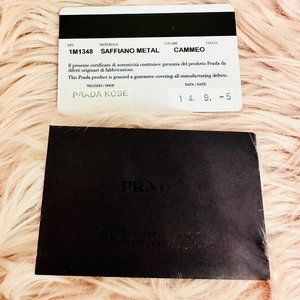 ART. MATERIALE COLORE TAGLIA
1M1348 SAFFIANO METAL CAMMEO
Il presente certificato di autenticità costituisce garanzia del prodotto Prada da
difetti originari di fabbricazione.
This Prada product is granted a guarantee covering all manufacturing defects.
NEGOZIO / SHOP DATA / DATE
PRADA KOBE 14. 9. -5
PRADA